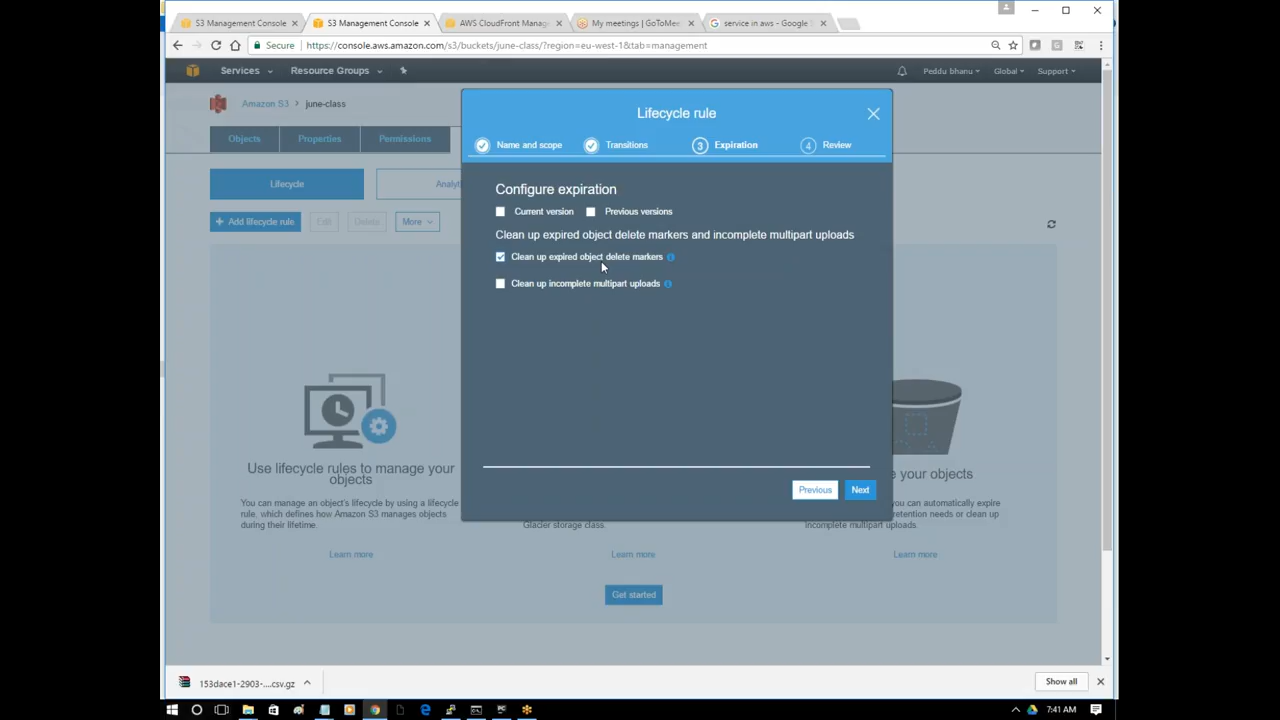 S3 Management Console
S3 Management Console
AWS CloudFront Manage
My meetings | GoToMee
service in aws - Google
Secure
https://console.aws.amazon.com/s3/buckets/june-class/?region=eu-west-1&tab=management
Services
Resource Groups
Peddu bhanu
Global
Support
Amazon S3 > june-class
Objects
Properties
Permissions
Lifecycle
Analyt
+ Add lifecycle rule
Edit
Delete
More
Lifecycle rule
Name and scope
Transitions
3 Expiration
4 Review
Configure expiration
Current version
Previous versions
Clean up expired object delete markers and incomplete multipart uploads
Clean up expired object delete markers
Clean up incomplete multipart uploads
Previous
Next
Use lifecycle rules to manage your
objects
You can manage an object's lifecycle by using a lifecycle
rule, which defines how Amazon S3 manages objects
during their lifetime.
Learn more
Glacier storage class.
Learn more
e your objects
you can automatically expire
retention needs or clean up
incomplete multipart uploads.
Learn more
Get started
153dace1-2903-....csv.gz
Show all
7:41 AM